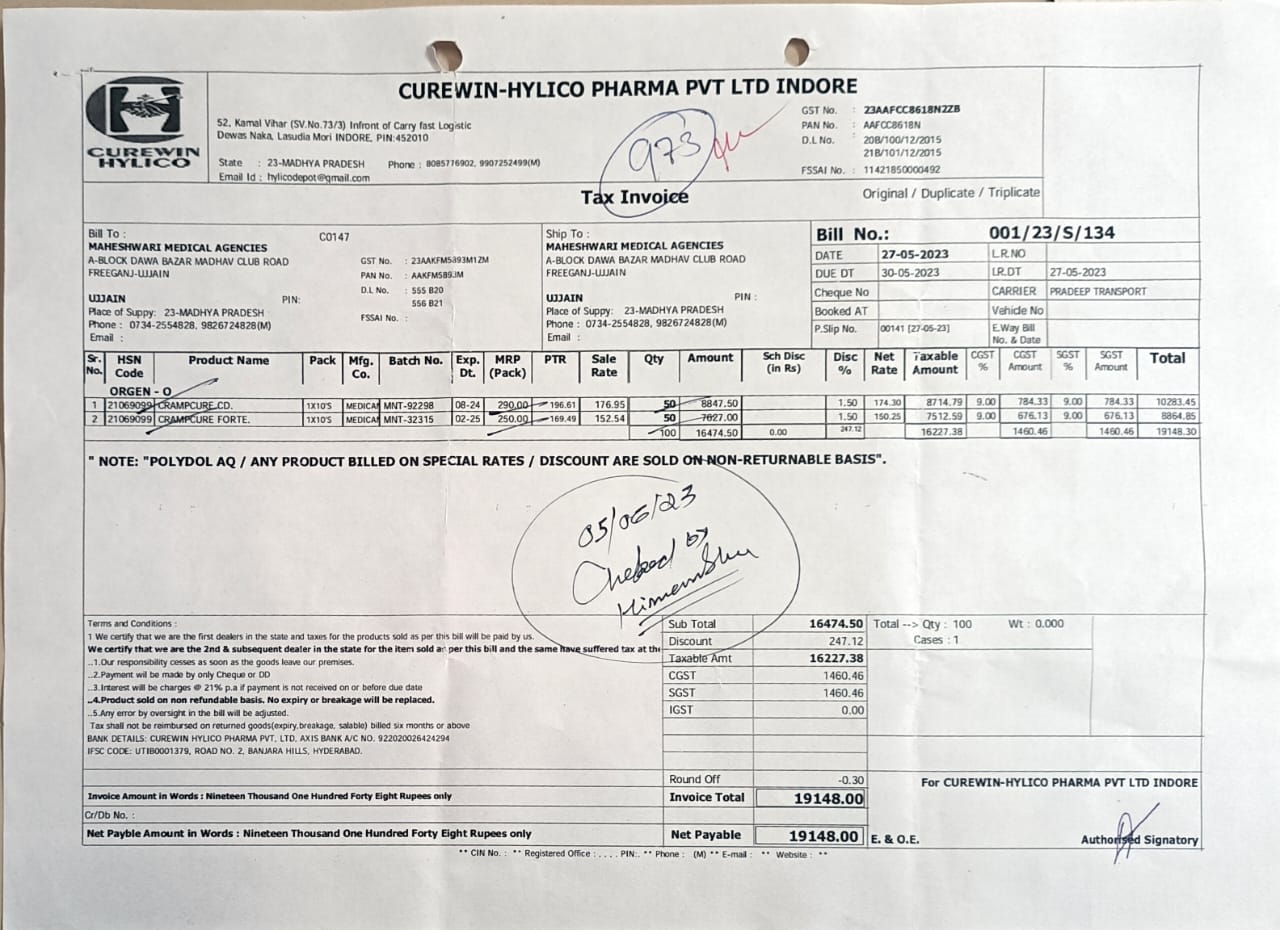 CUREWIN
HYLICO
CUREWIN-HYLICO PHARMA PVT LTD INDORE
52, Kamal Vihar (SV.No.73/3) Infront of Carry fast Logistic
Dewas Naka, Lasudia Mori INDORE, PIN:452010
State : 23-MADHYA PRADESH Phone : 8085776902, 9907252499(M)
Email Id : hylicodepot@gmail.com
GST No. : 23AAFCC8618N2ZB
PAN No. : AAFCC8618N
D.L No. : 20B/100/12/2015
21B/101/12/2015
FSSAI No. : 11421850000492
973
Tax Invoice
Original / Duplicate / Triplicate
Bill To : C0147
MAHESHWARI MEDICAL AGENCIES
A-BLOCK DAWA BAZAR MADHAV CLUB ROAD
FREEGANJ-UJJAIN
UJJAIN PIN:
Place of Suppy: 23-MADHYA PRADESH
Phone : 0734-2554828, 9826724828(M)
Email :
GST No. : 23AAKFM5893M1ZM
PAN No. : AAKFM5893M
D.L No. : 555 B20
556 B21
FSSAI No. :
Ship To :
MAHESHWARI MEDICAL AGENCIES
A-BLOCK DAWA BAZAR MADHAV CLUB ROAD
FREEGANJ-UJJAIN
UJJAIN PIN :
Place of Suppy: 23-MADHYA PRADESH
Phone : 0734-2554828, 9826724828(M)
Email :
Bill No.: 001/23/S/134
DATE 27-05-2023 L.R.NO
DUE DT 30-05-2023 LR.DT 27-05-2023
Cheque No CARRIER PRADEEP TRANSPORT
Booked AT Vehicle No
P.Slip No. 00141 [27-05-23] E.Way Bill No. & Date
Sr. No. HSN Code Product Name Pack Mfg. Co. Batch No. Exp. Dt. MRP (Pack) PTR Sale Rate Qty Amount Sch Disc (in Rs) Disc % Net Rate Taxable Amount CGST % CGST Amount SGST % SGST Amount Total
ORGEN - O
1 21069099 CRAMPCURE.CD. 1X10'S MEDICAI MNT-92298 08-24 290.00 196.61 176.95 50 8847.50 1.50 174.30 8714.79 9.00 784.33 9.00 784.33 10283.45
2 21069099 CRAMPCURE FORTE. 1X10'S MEDICAI MNT-32315 02-25 250.00 169.49 152.54 50 7627.00 1.50 150.25 7512.59 9.00 676.13 9.00 676.13 8864.85
100 16474.50 0.00 247.12 16227.38 1460.46 1460.46 19148.30
" NOTE: "POLYDOL AQ / ANY PRODUCT BILLED ON SPECIAL RATES / DISCOUNT ARE SOLD ON NON-RETURNABLE BASIS".
05/06/23
Cheked by
Himemshu
Terms and Conditions :
1 We certify that we are the first dealers in the state and taxes for the products sold as per this bill will be paid by us.
We certify that we are the 2nd & subsequent dealer in the state for the item sold as per this bill and the same have suffered tax at the
..1.Our responsibility cesses as soon as the goods leave our premises.
..2.Payment will be made by only Cheque or DD
..3.Interest will be charges @ 21% p.a if payment is not received on or before due date
..4.Product sold on non refundable basis. No expiry or breakage will be replaced.
..5.Any error by oversight in the bill will be adjusted.
Tax shall not be reimbursed on returned goods(expiry,breakage, salable) billed six months or above
BANK DETAILS: CUREWIN HYLICO PHARMA PVT. LTD, AXIS BANK A/C NO. 922020026424294
IFSC CODE: UTIB0001379, ROAD NO. 2, BANJARA HILLS, HYDERABAD.
Sub Total 16474.50
Discount 247.12
Taxable Amt 16227.38
CGST 1460.46
SGST 1460.46
IGST 0.00
Total --> Qty : 100 Wt : 0.000
Cases : 1
Round Off -0.30
Invoice Amount in Words : Nineteen Thousand One Hundred Forty Eight Rupees only
Invoice Total 19148.00
Cr/Db No. :
Net Payble Amount in Words : Nineteen Thousand One Hundred Forty Eight Rupees only
Net Payable 19148.00 E. & O.E.
For CUREWIN-HYLICO PHARMA PVT LTD INDORE
Authorised Signatory
** CIN No. : ** Registered Office : . . . . PIN:. ** Phone : (M) ** E-mail : ** Website : **